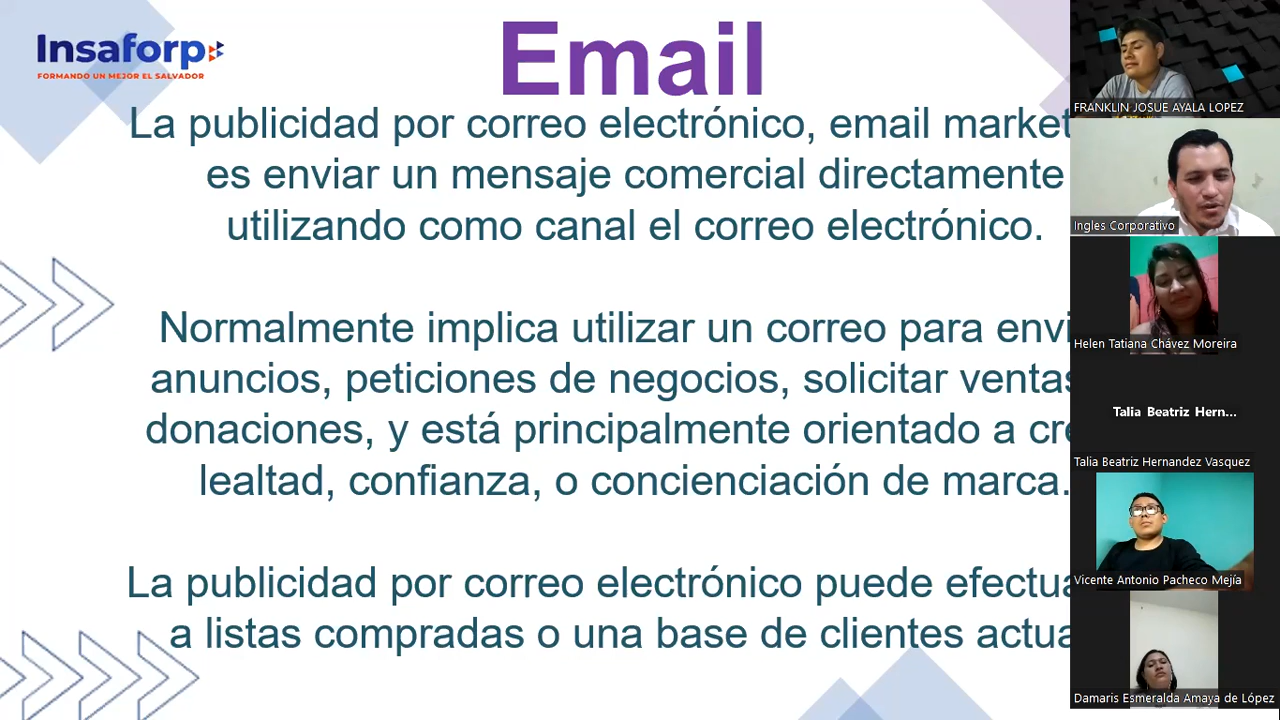 Insaforp
FORMANDO UN MEJOR EL SALVADOR
Email
La publicidad por correo electrónico, email market
es enviar un mensaje comercial directamente
utilizando como canal el correo electrónico.
Normalmente implica utilizar un correo para envi
anuncios, peticiones de negocios, solicitar ventas
donaciones, y está principalmente orientado a cre
lealtad, confianza, o concienciación de marca.
La publicidad por correo electrónico puede efectua
a listas compradas o una base de clientes actua
FRANKLIN JOSUE AYALA LOPEZ
Ingles Corporativo
Helen Tatiana Chávez Moreira
Talia Beatriz Hern...
Talia Beatriz Hernandez Vasquez
Vicente Antonio Pacheco Mejía
Damaris Esmeralda Amaya de López